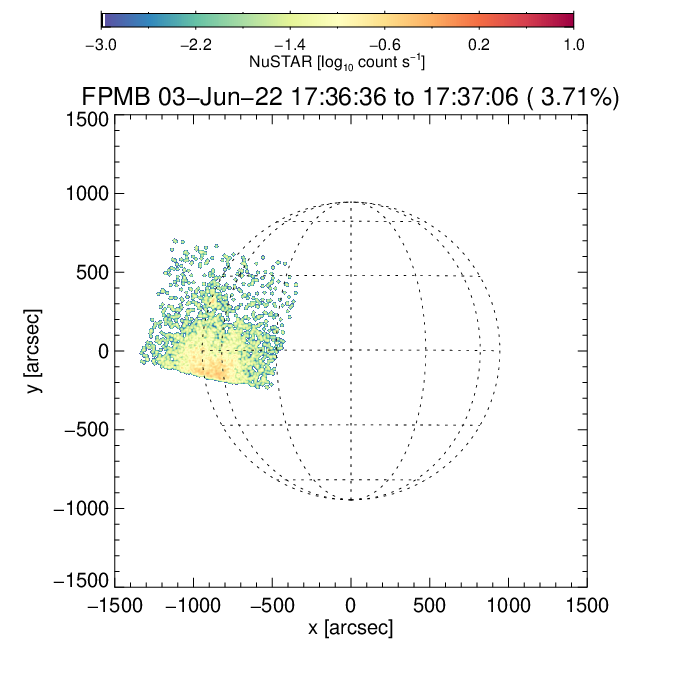 −3.0 −2.2 −1.4 −0.6 0.2 1.0
NuSTAR [log₁₀ count s⁻¹]
FPMB 03−Jun−22 17:36:36 to 17:37:06 ( 3.71%)
1500
1000
500
0
−500
−1000
−1500
y [arcsec]
−1500 −1000 −500 0 500 1000 1500
x [arcsec]